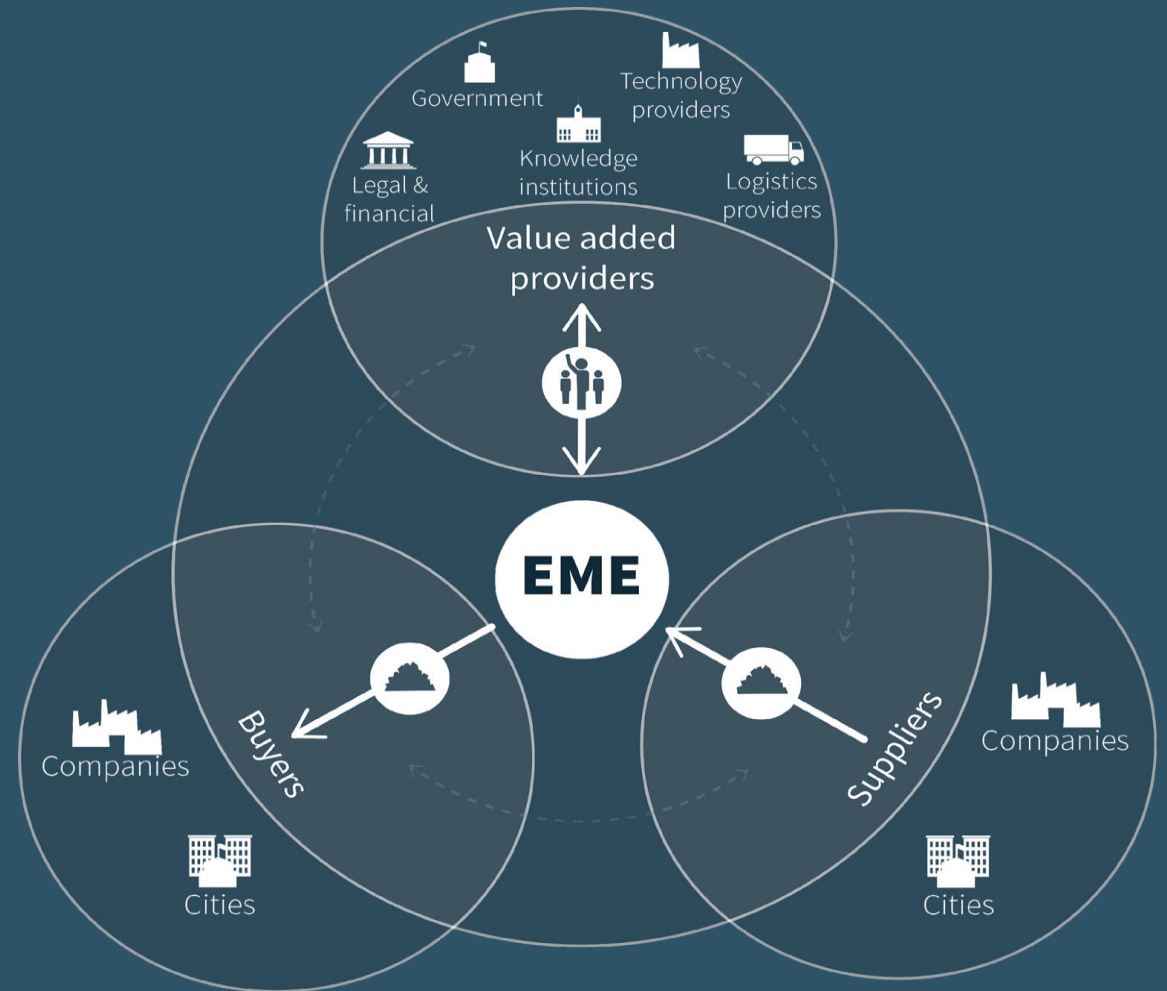 Government
Technology
providers
Knowledge
institutions
Legal &
financial
Logistics
providers
Value added
providers
EME
Buyers
Suppliers
Companies
Companies
Cities
Cities